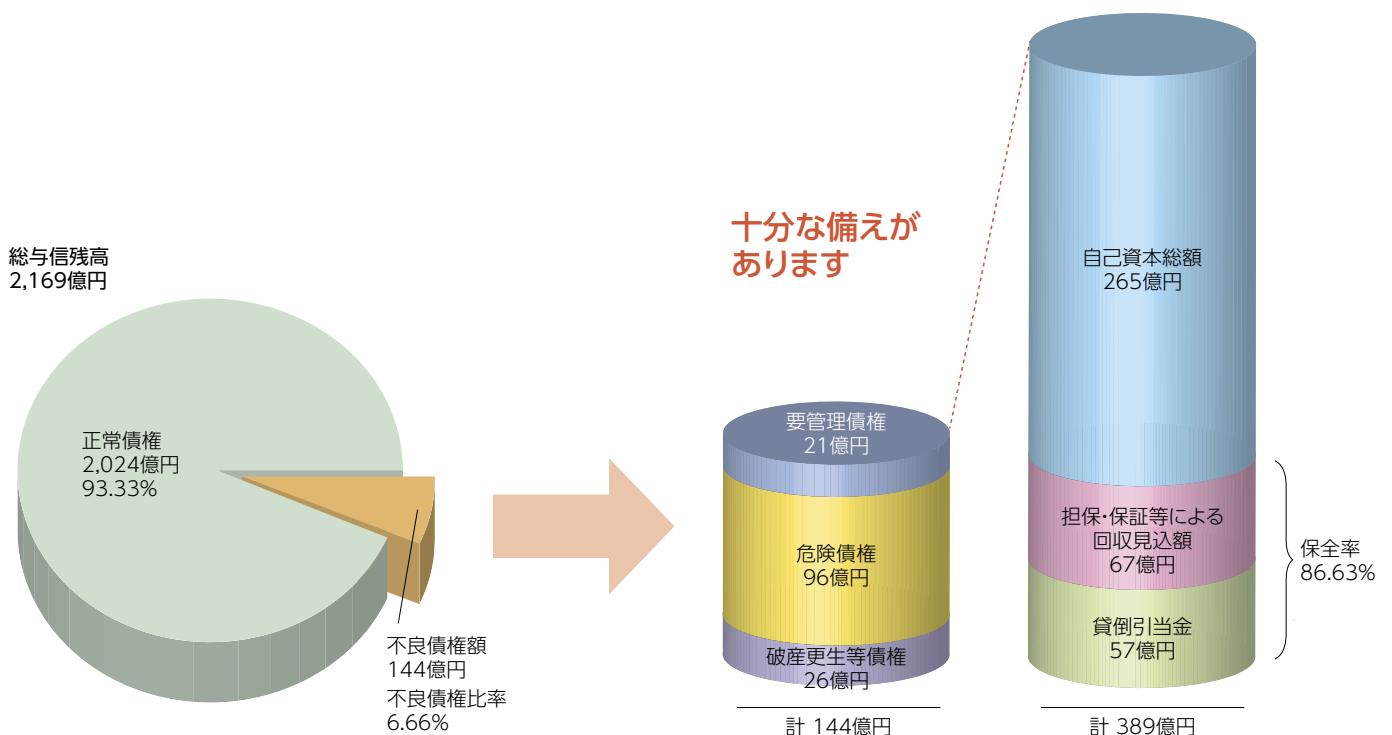 総与信残高
2,169億円
正常債権
2,024億円
93.33%
不良債権額
144億円
不良債権比率
6.66%
十分な備えが
あります
要管理債権
21億円
危険債権
96億円
破産更生等債権
26億円
計 144億円
自己資本総額
265億円
担保・保証等による
回収見込額
67億円
貸倒引当金
57億円
計 389億円
保全率
86.63%